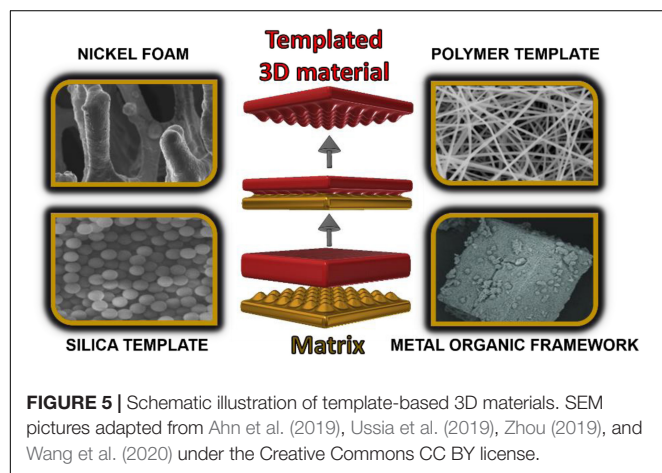 NICKEL FOAM
Templated
3D material
POLYMER TEMPLATE
SILICA TEMPLATE
Matrix
METAL ORGANIC FRAMEWORK
FIGURE 5 | Schematic illustration of template-based 3D materials. SEM
pictures adapted from Ahn et al. (2019), Ussia et al. (2019), Zhou (2019), and
Wang et al. (2020) under the Creative Commons CC BY license.